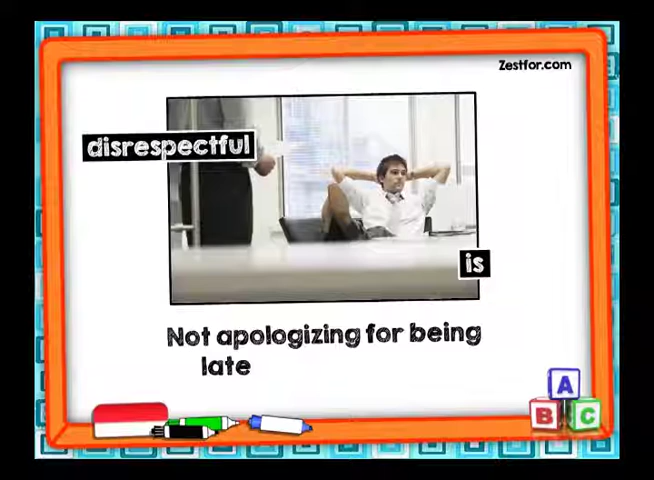 Zestfor.com
disrespectful
is
Not apologizing for being
late
A
B
C